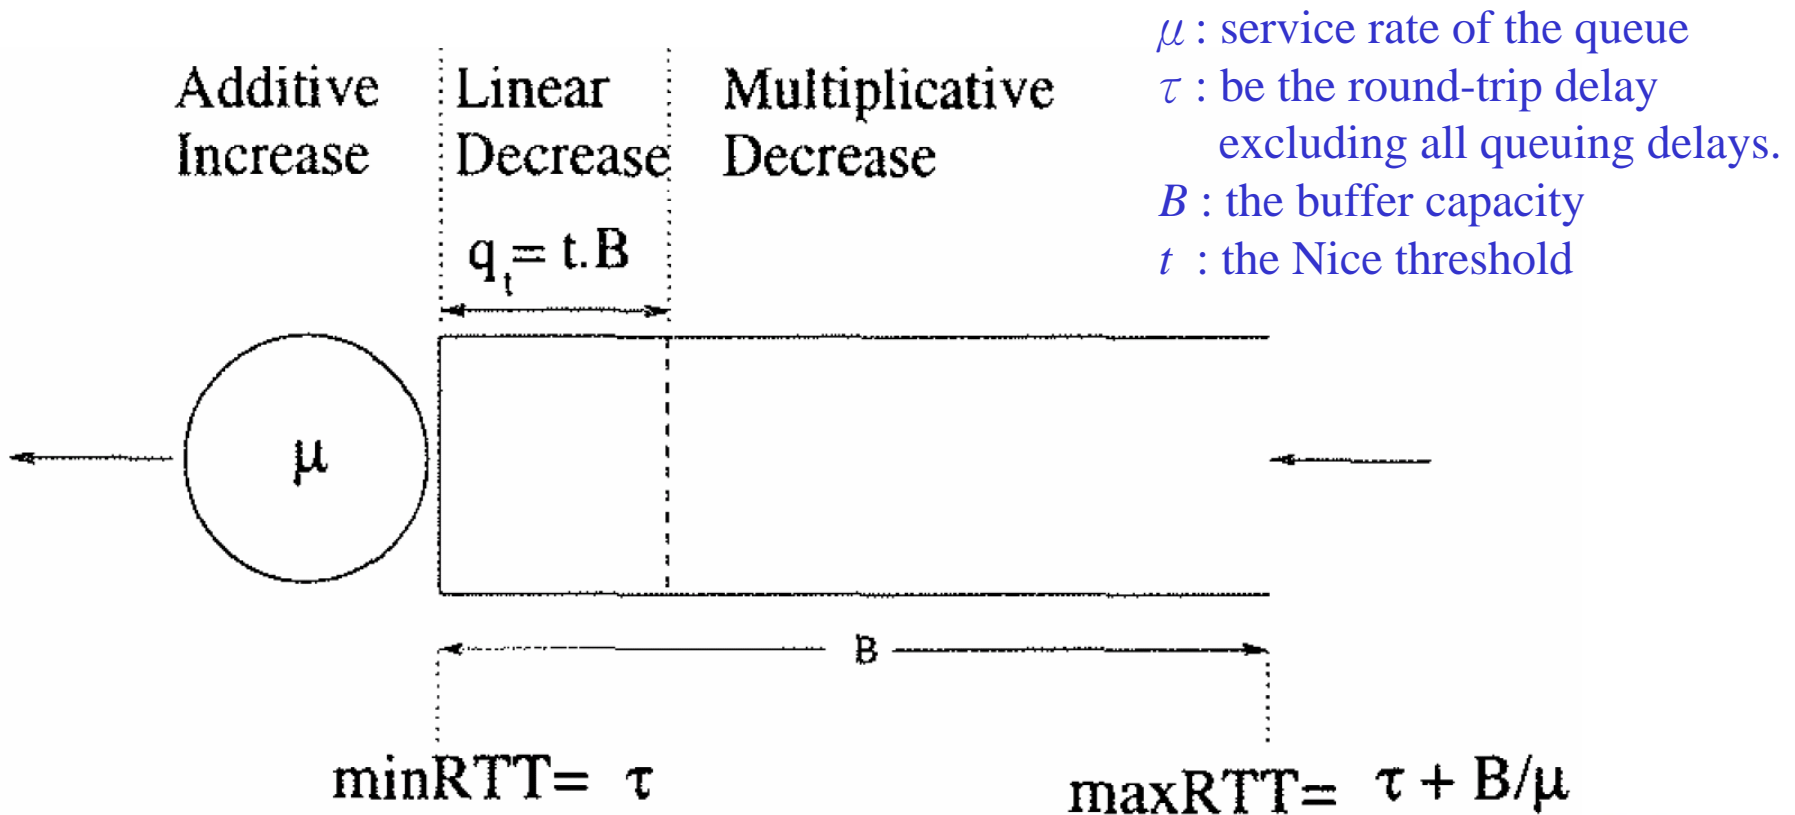 Additive
Increase
Linear
Decrease
Multiplicative
Decrease
μ : service rate of the queue
τ : be the round-trip delay
excluding all queuing delays.
B : the buffer capacity
t : the Nice threshold
qₜ= t.B
μ
B
minRTT= τ
maxRTT= τ + B/μ